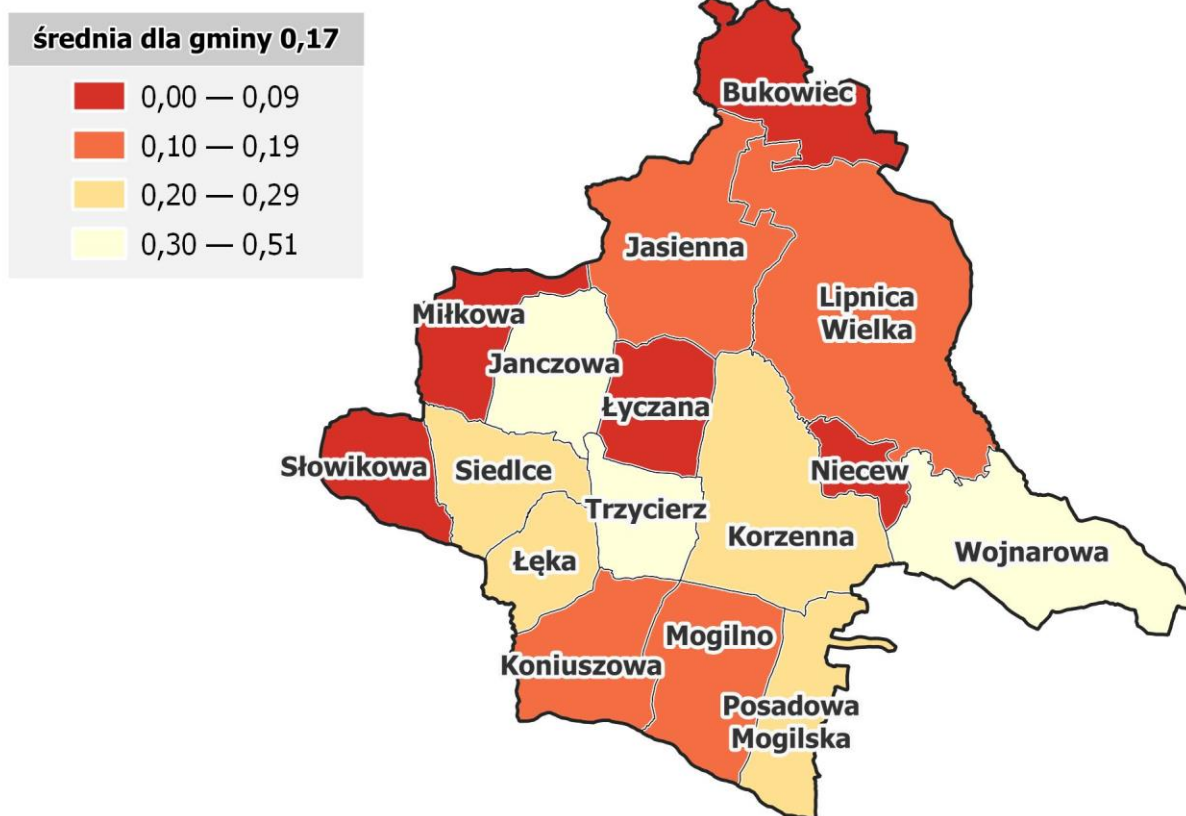 średnia dla gminy 0,17
0,00 — 0,09
0,10 — 0,19
0,20 — 0,29
0,30 — 0,51
Bukowiec
Jasienna
Lipnica
Wielka
Miłkowa
Janczowa
Łyczana
Słowikowa
Siedlce
Niecew
Trzycierz
Korzenna
Wojnarowa
Łęka
Mogilno
Koniuszowa
Posadowa
Mogilska